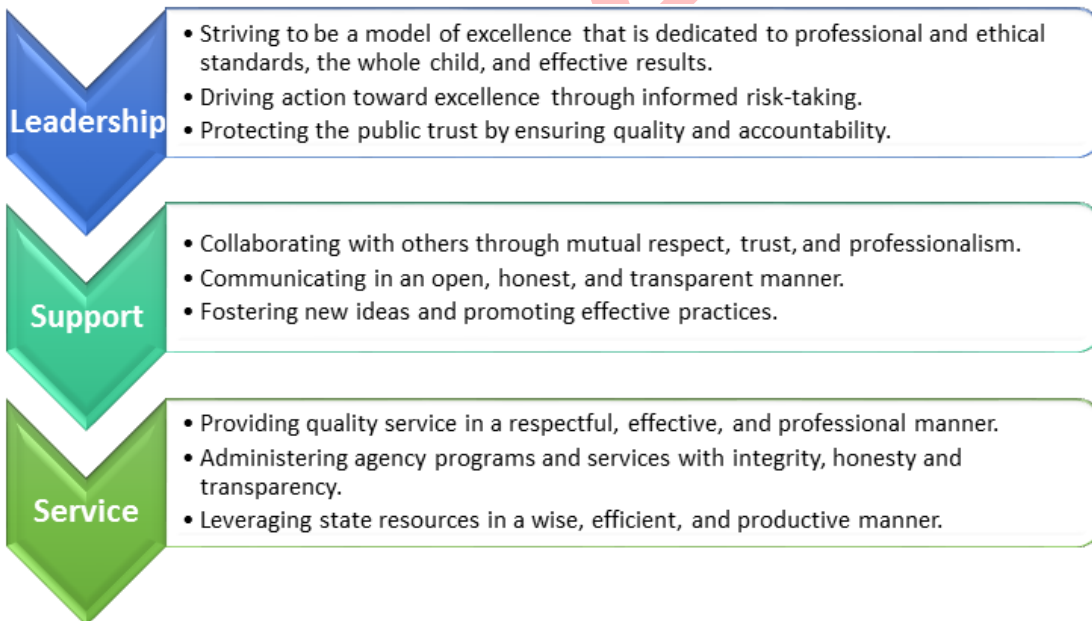 Leadership
• Striving to be a model of excellence that is dedicated to professional and ethical
standards, the whole child, and effective results.
• Driving action toward excellence through informed risk-taking.
• Protecting the public trust by ensuring quality and accountability.
Support
• Collaborating with others through mutual respect, trust, and professionalism.
• Communicating in an open, honest, and transparent manner.
• Fostering new ideas and promoting effective practices.
Service
• Providing quality service in a respectful, effective, and professional manner.
• Administering agency programs and services with integrity, honesty and
transparency.
• Leveraging state resources in a wise, efficient, and productive manner.